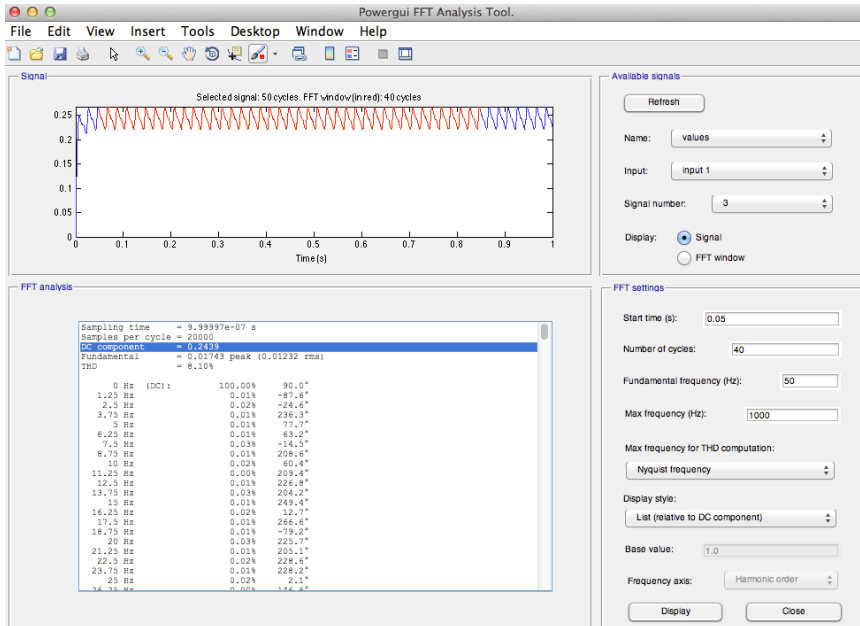 Powergui FFT Analysis Tool.
File Edit View Insert Tools Desktop Window Help
Signal
Selected signal: 50 cycles. FFT window (in red): 40 cycles
0.25
0.2
0.15
0.1
0.05
0
0 0.1 0.2 0.3 0.4 0.5 0.6 0.7 0.8 0.9 1
Time (s)
Available signals
Refresh
Name: values
Input: input 1
Signal number: 3
Display: Signal
FFT window
FFT analysis
Sampling time = 9.99997e-07 s
Samples per cycle = 20000
DC component = 0.2439
Fundamental = 0.01743 peak (0.01232 rms)
THD = 8.10%
0 Hz (DC): 100.00% 90.0°
1.25 Hz 0.01% -87.6°
2.5 Hz 0.02% -24.6°
3.75 Hz 0.01% 236.3°
5 Hz 0.01% 77.7°
6.25 Hz 0.01% 63.2°
7.5 Hz 0.03% -14.5°
8.75 Hz 0.01% 208.6°
10 Hz 0.02% 60.4°
11.25 Hz 0.00% 209.4°
12.5 Hz 0.01% 226.8°
13.75 Hz 0.03% 204.2°
15 Hz 0.01% 249.4°
16.25 Hz 0.02% 12.7°
17.5 Hz 0.01% 266.6°
18.75 Hz 0.01% -79.2°
20 Hz 0.03% 225.7°
21.25 Hz 0.01% 205.1°
22.5 Hz 0.02% 228.6°
23.75 Hz 0.01% 228.2°
25 Hz 0.02% 2.1°
FFT settings
Start time (s): 0.05
Number of cycles: 40
Fundamental frequency (Hz): 50
Max frequency (Hz): 1000
Max frequency for THD computation:
Nyquist frequency
Display style:
List (relative to DC component)
Base value: 1.0
Frequency axis: Harmonic order
Display Close